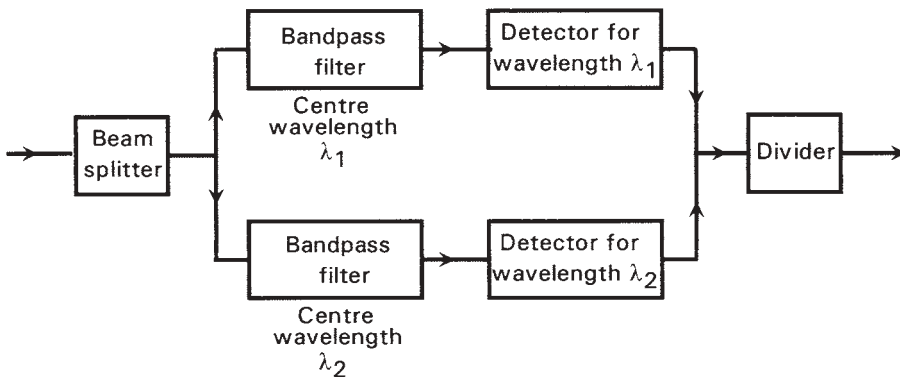 Beam
splitter
Bandpass
filter
Centre
wavelength
λ1
Detector for
wavelength λ1
Bandpass
filter
Centre
wavelength
λ2
Detector for
wavelength λ2
Divider